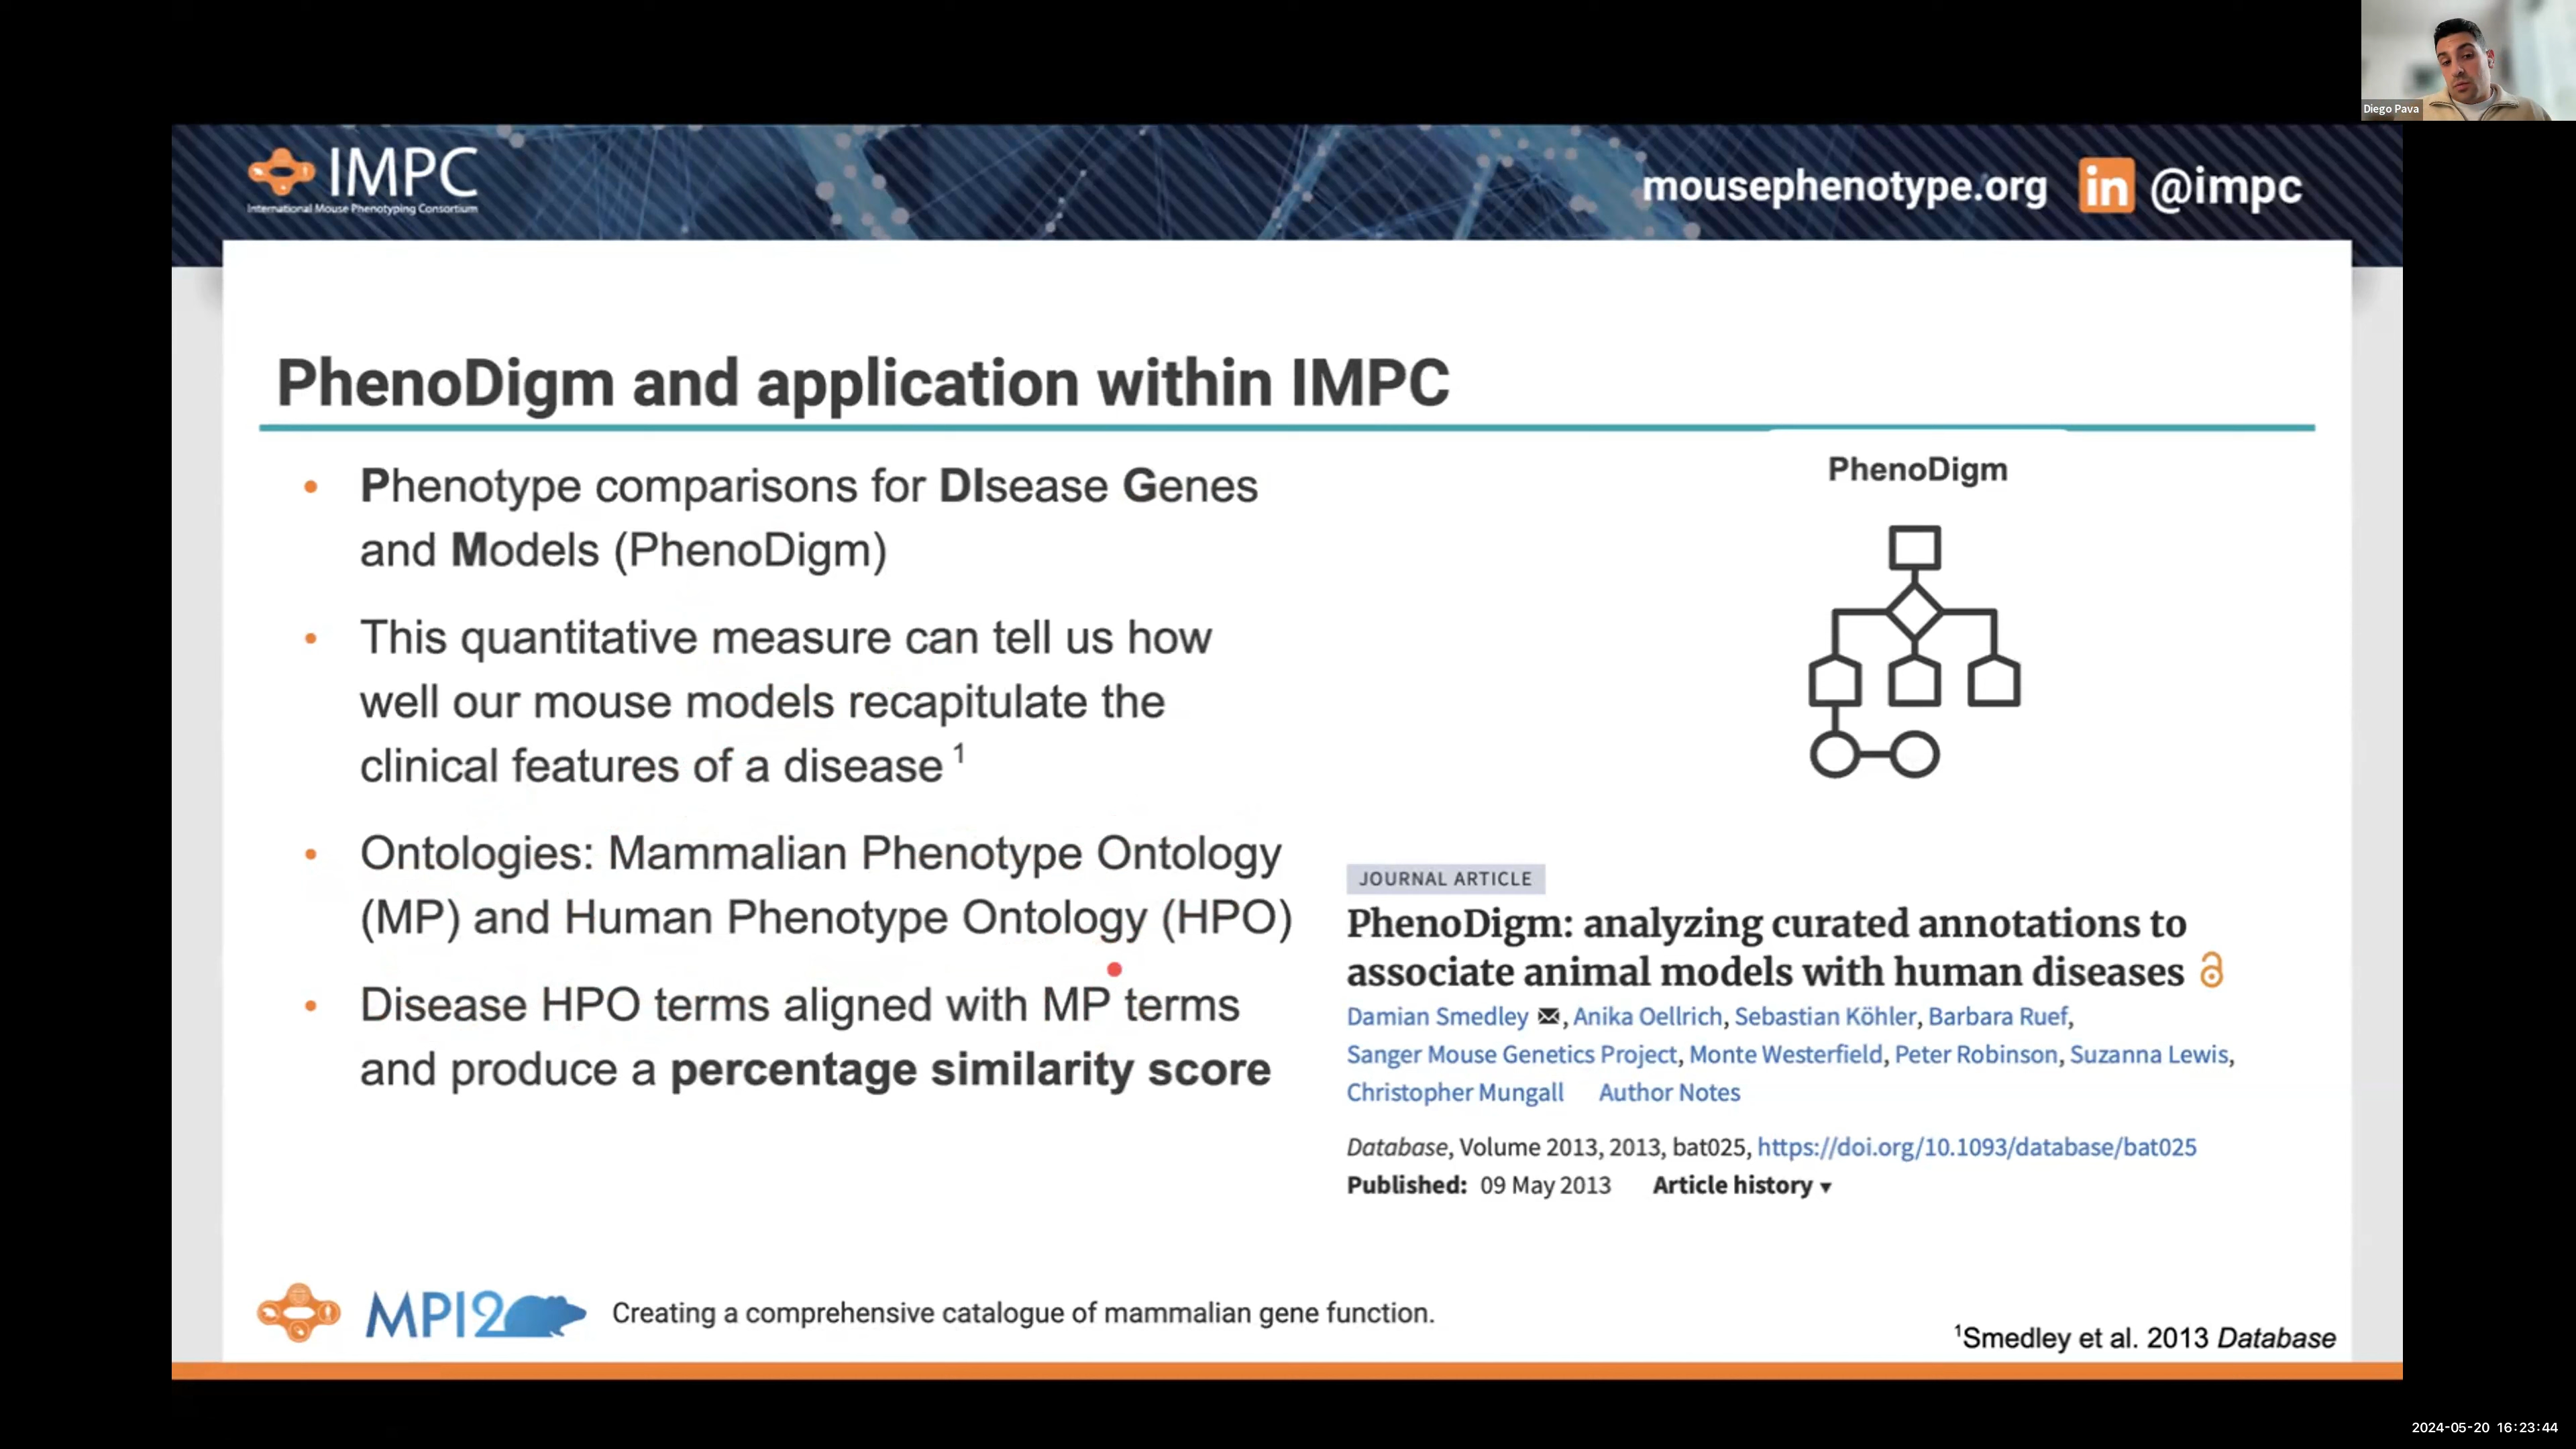 Diego Pava
IMPC
International Mouse Phenotyping Consortium
mousephenotype.org in @impc
PhenoDigm and application within IMPC
• Phenotype comparisons for DIsease Genes
and Models (PhenoDigm)
• This quantitative measure can tell us how
well our mouse models recapitulate the
clinical features of a disease 1
• Ontologies: Mammalian Phenotype Ontology
(MP) and Human Phenotype Ontology (HPO)
• Disease HPO terms aligned with MP terms
and produce a percentage similarity score
PhenoDigm
JOURNAL ARTICLE
PhenoDigm: analyzing curated annotations to
associate animal models with human diseases
Damian Smedley, Anika Oellrich, Sebastian Köhler, Barbara Ruef,
Sanger Mouse Genetics Project, Monte Westerfield, Peter Robinson, Suzanna Lewis,
Christopher Mungall Author Notes
Database, Volume 2013, 2013, bat025, https://doi.org/10.1093/database/bat025
Published: 09 May 2013 Article history ▾
MPI2 Creating a comprehensive catalogue of mammalian gene function.
1Smedley et al. 2013 Database
2024-05-20 16:23:44